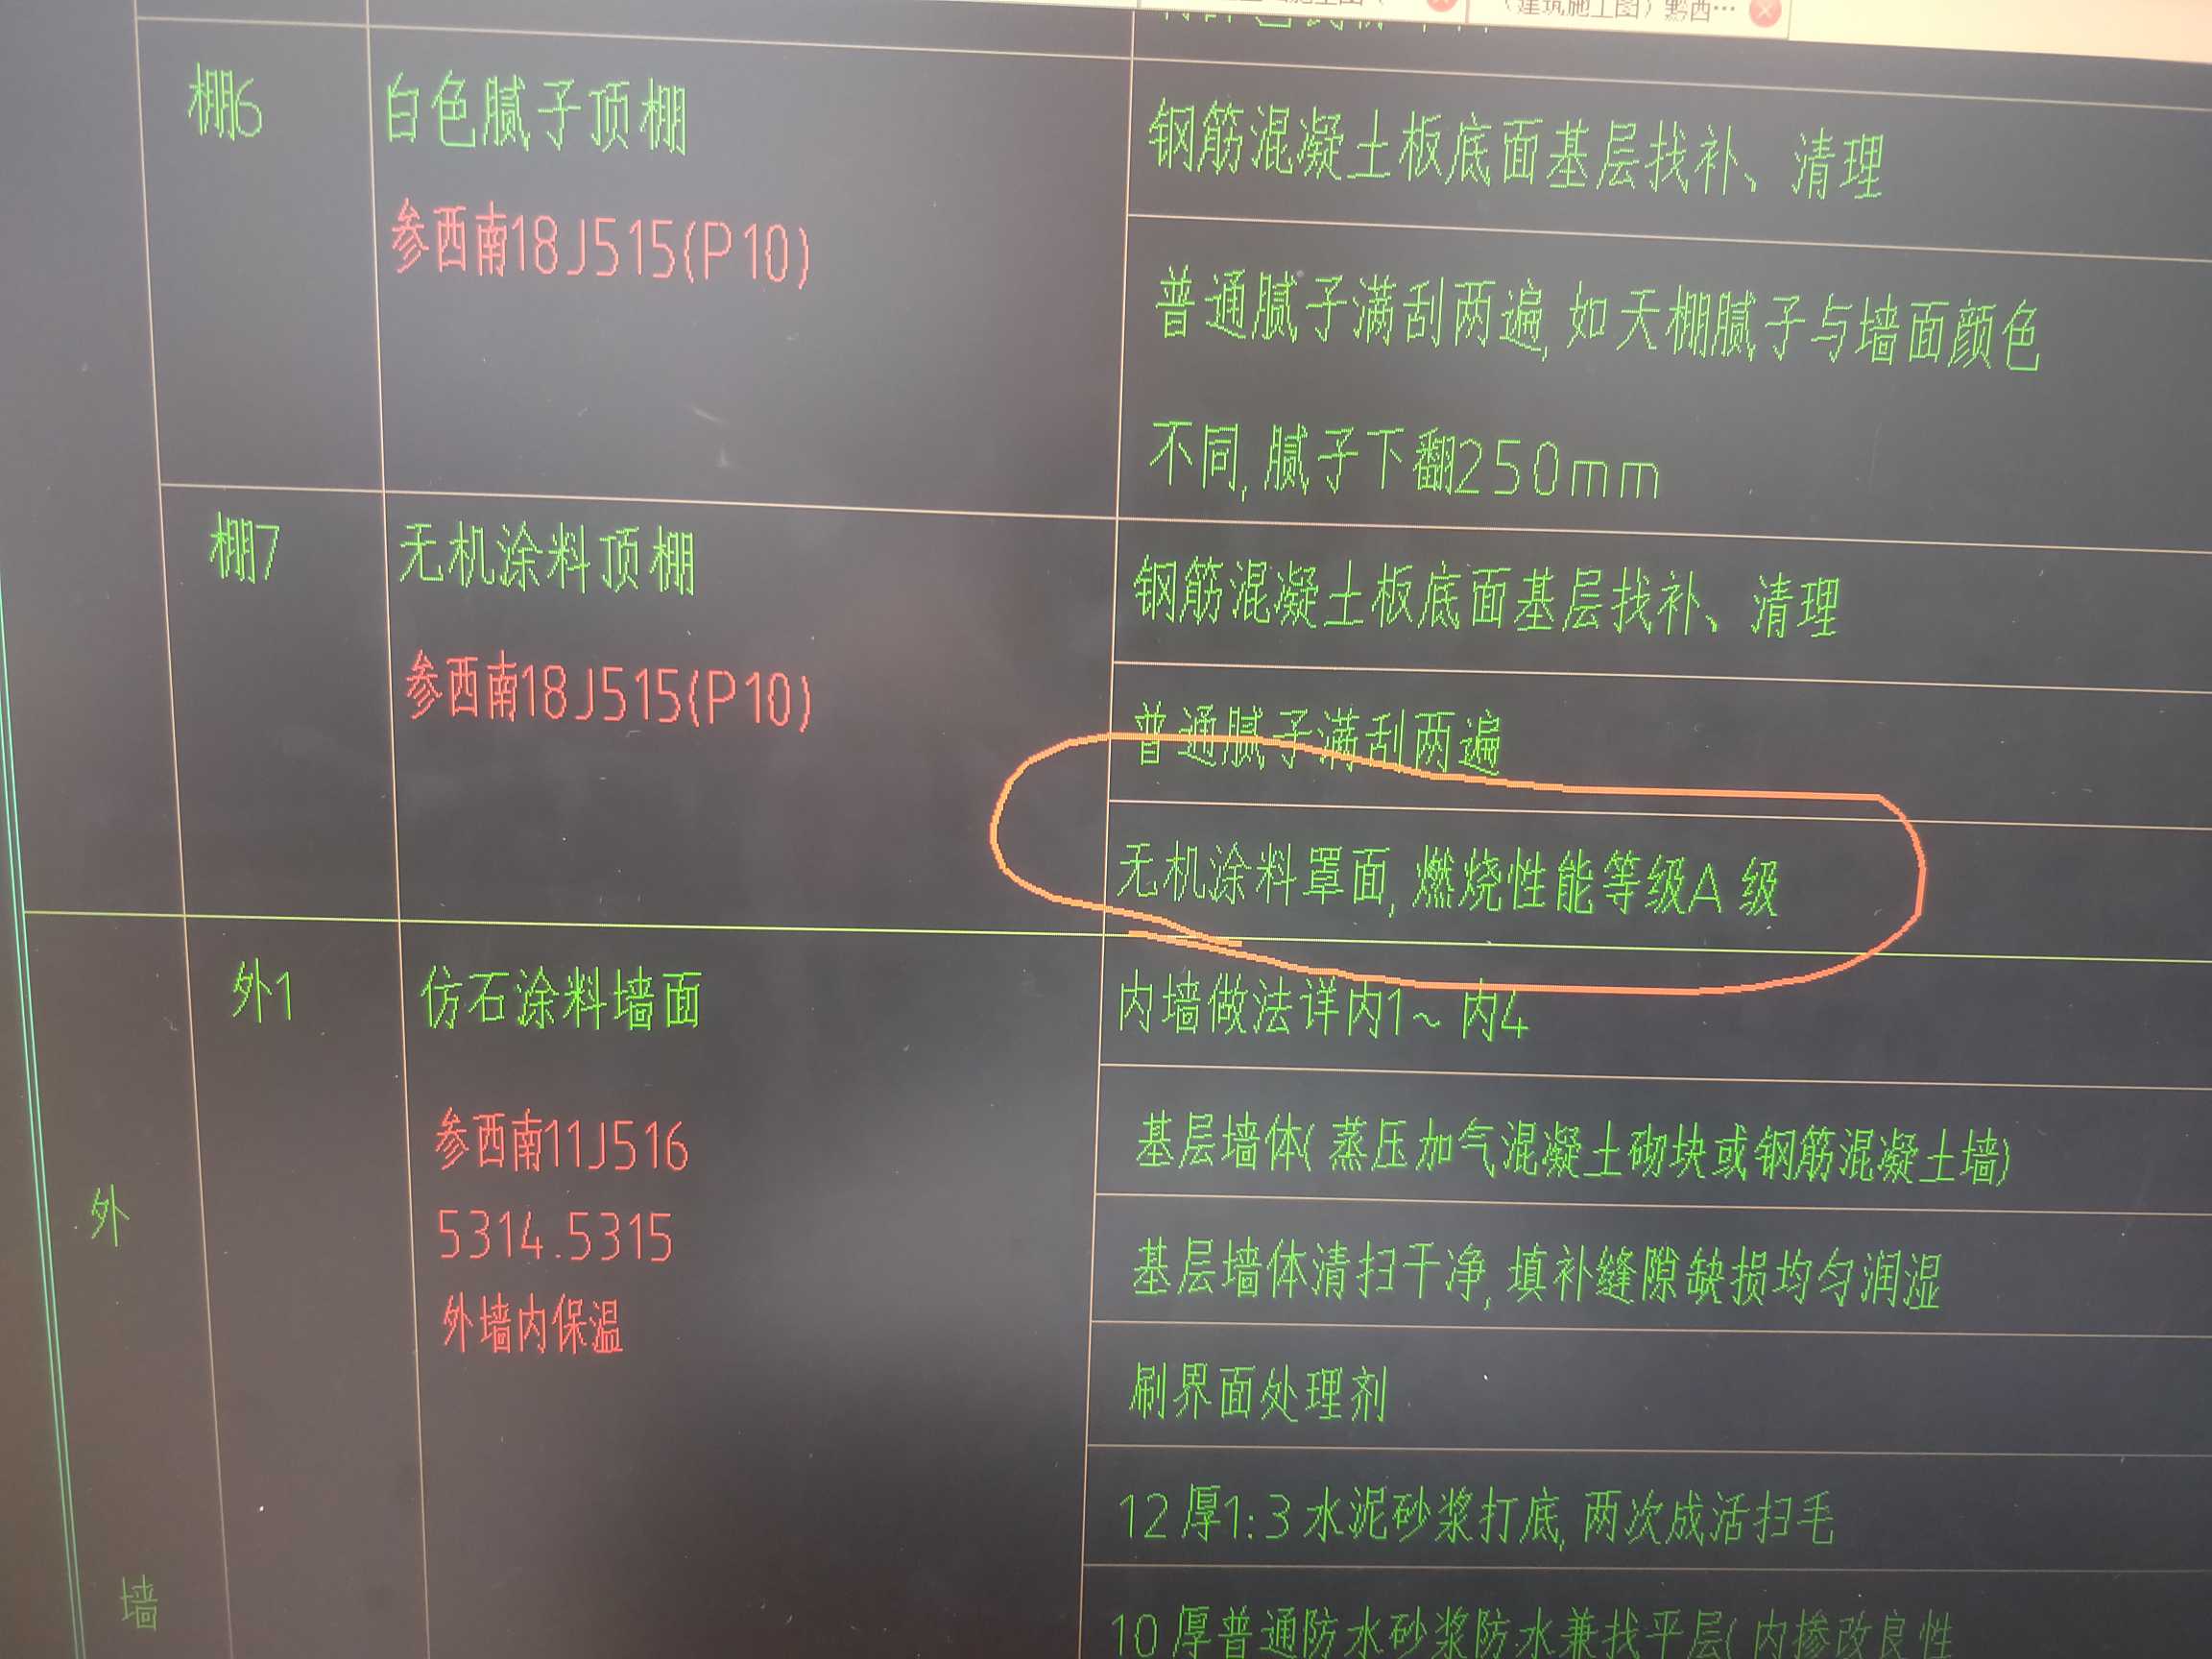 （建筑施工图）黔西…
棚6
白色腻子顶棚
参西南18J515(P10)
钢筋混凝土板底面基层找补、清理
普通腻子满刮两遍,如天棚腻子与墙面颜色
不同,腻子下翻250mm
棚7
无机涂料顶棚
参西南18J515(P10)
钢筋混凝土板底面基层找补、清理
普通腻子满刮两遍
无机涂料罩面,燃烧性能等级A 级
外
墙
外1
仿石涂料墙面
参西南11J516
5314.5315
外墙内保温
内墙做法详内1~ 内4
基层墙体(蒸压加气混凝土砌块或钢筋混凝土墙)
基层墙体清扫干净,填补缝隙缺损均匀润湿
刷界面处理剂
12 厚1:3 水泥砂浆打底,两次成活扫毛
10 厚普通防水砂浆防水兼找平层(内掺改良性